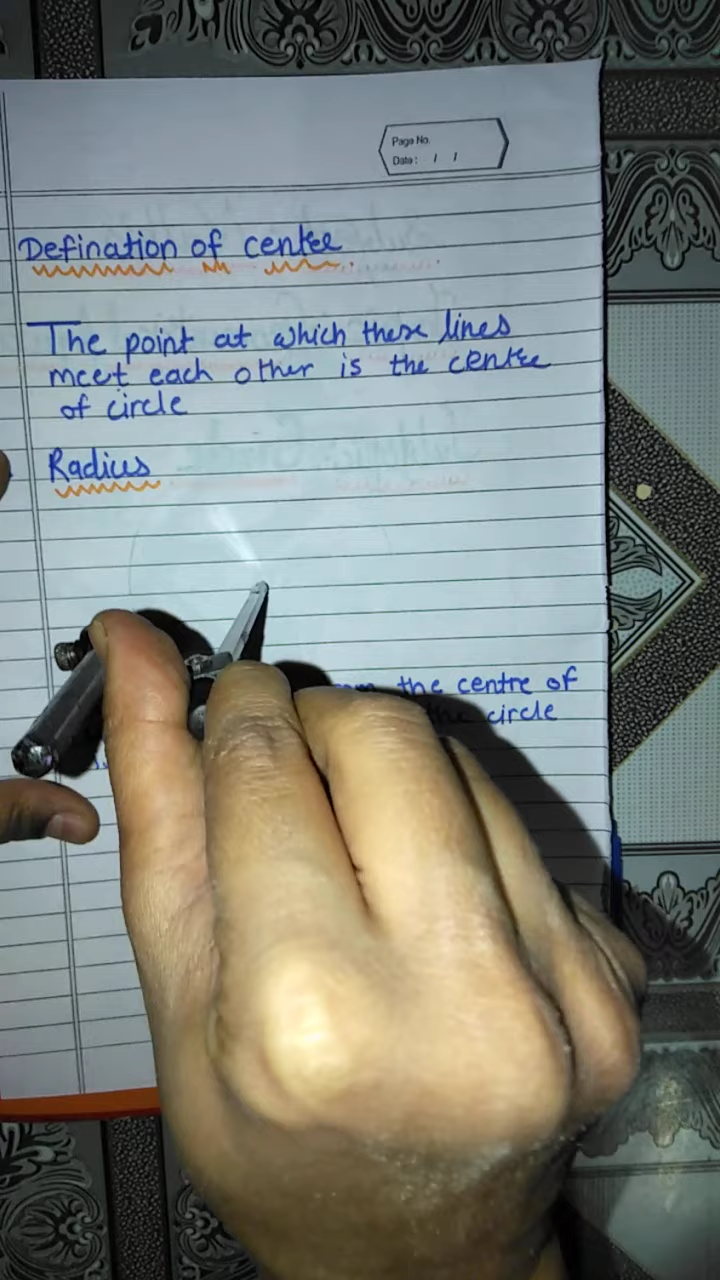 Page No.
Date: / /
Defination of centre
The point at which these lines
meet each other is the centre
of circle
Radius
the centre of
the circle